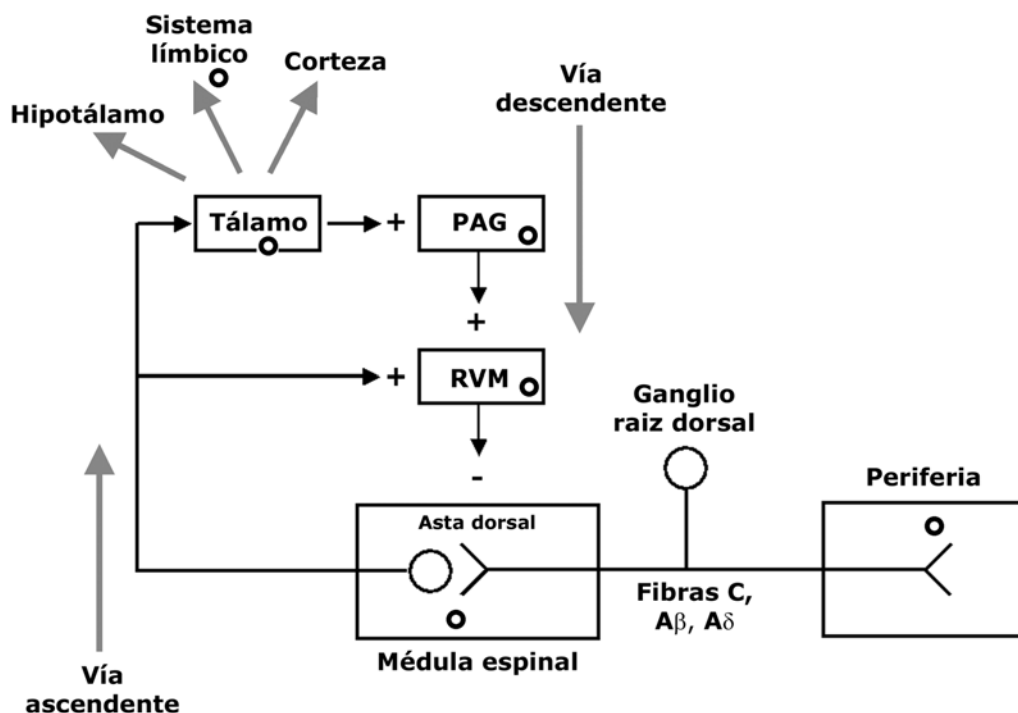 Sistema
límbico
Corteza
Hipotálamo
Vía
descendente
Tálamo
+
PAG
+
+
RVM
-
Ganglio
raiz dorsal
Periferia
Asta dorsal
Fibras C,
Aβ, Aδ
Médula espinal
Vía
ascendente